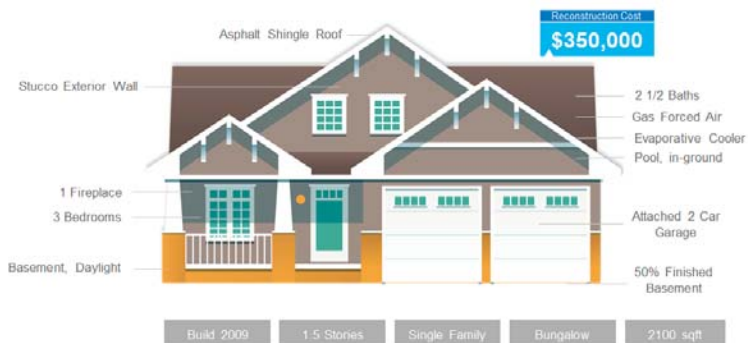 Reconstruction Cost
$350,000
Asphalt Shingle Roof
Stucco Exterior Wall
1 Fireplace
3 Bedrooms
Basement, Daylight
2 1/2 Baths
Gas Forced Air
Evaporative Cooler
Pool, in-ground
Attached 2 Car
Garage
50% Finished
Basement
Build 2009
1.5 Stories
Single Family
Bungalow
2100 sqft